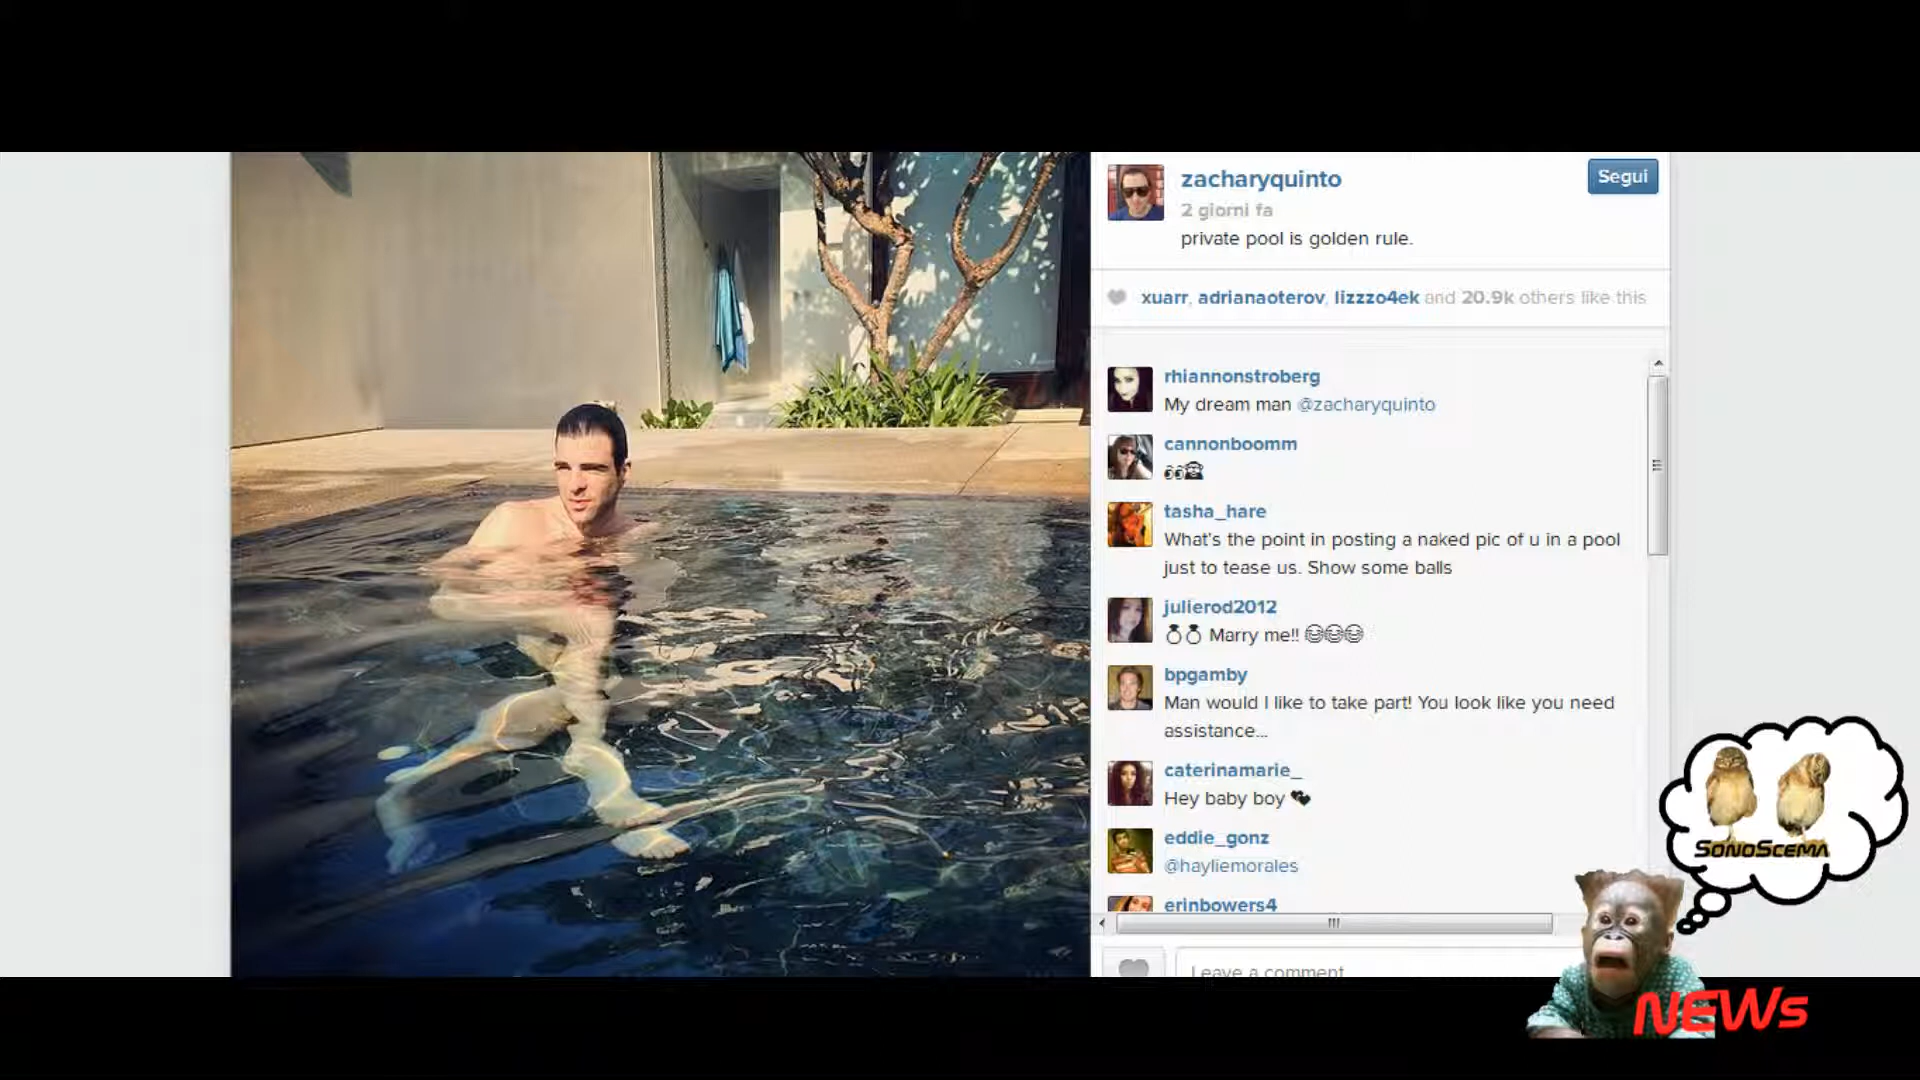 zacharyquinto
Segui
2 giorni fa
private pool is golden rule.
xuarr, adrianaoterov, lizzzo4ek and 20.9k others like this
rhiannonstroberg
My dream man @zacharyquinto
cannonboomm
tasha_hare
What's the point in posting a naked pic of u in a pool
just to tease us. Show some balls
julierod2012
Marry me!!
bpgamby
Man would I like to take part! You look like you need
assistance...
caterinamarie_
Hey baby boy
eddie_gonz
@hayliemorales
erinbowers4
Leave a comment
SonoScema
NEWs